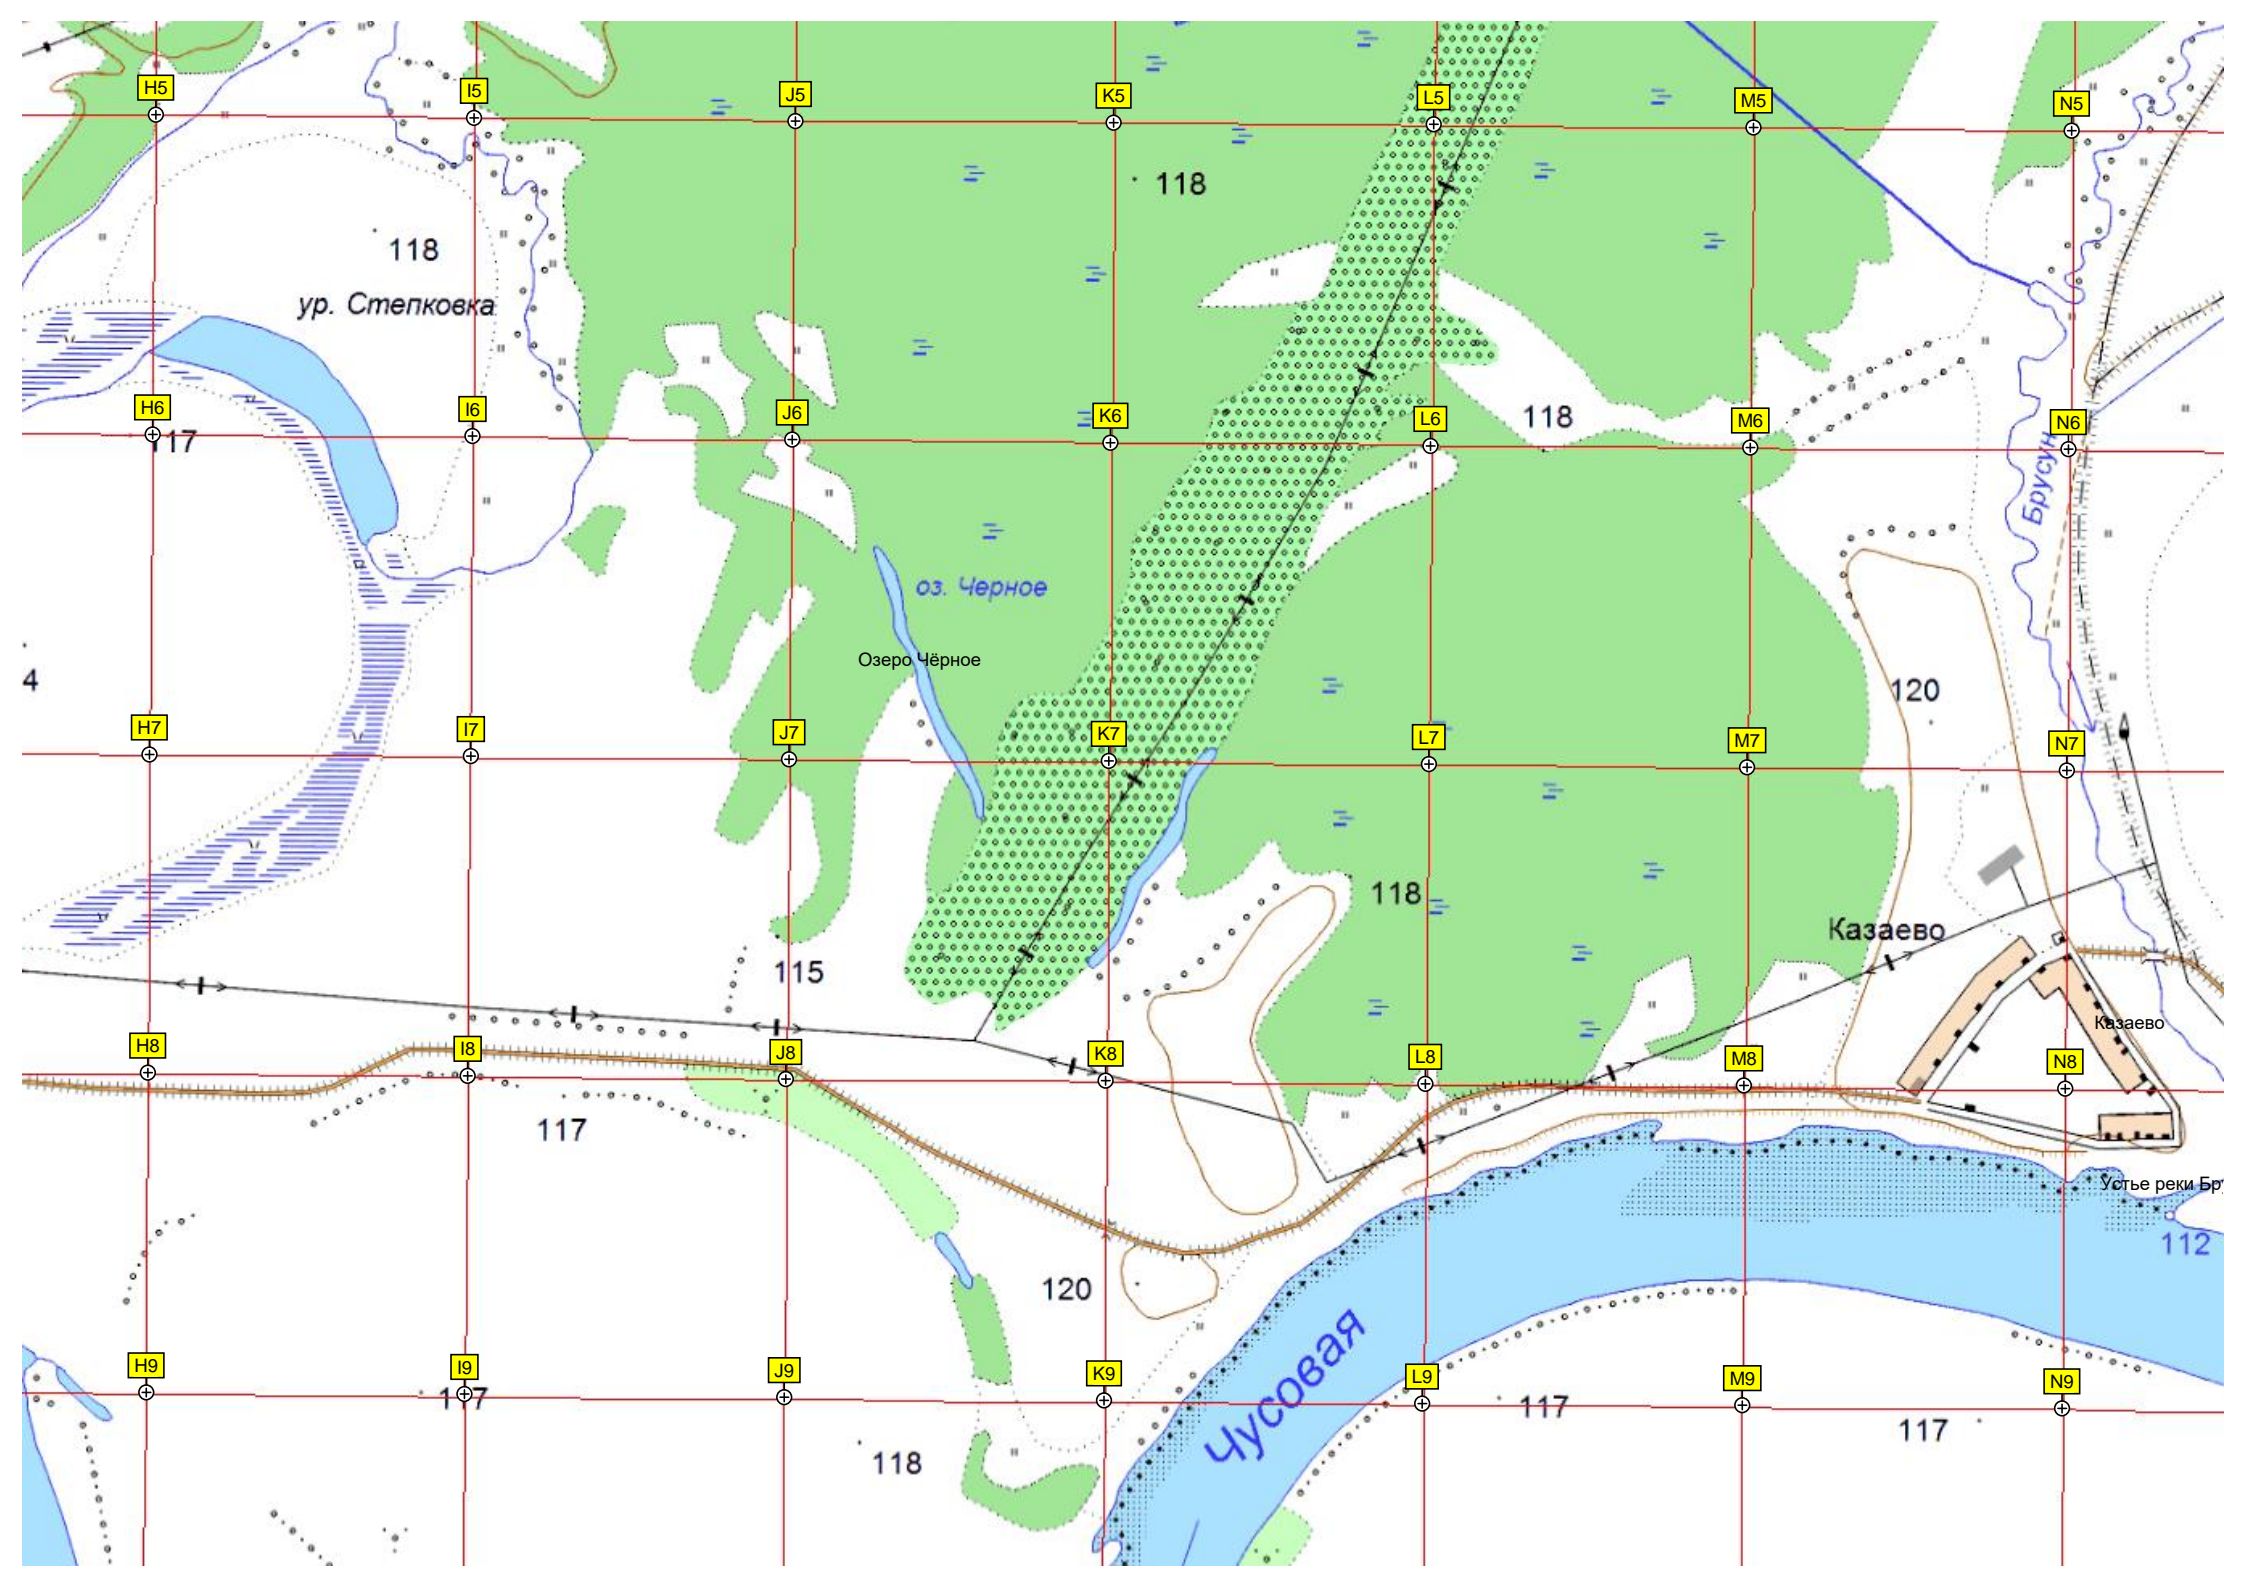 H5
I5
J5
K5
L5
M5
N5
118
118
ур. Степковка
H6
I6
J6
K6
L6
M6
N6
118
117
Брусун
оз. Черное
Озеро Чёрное
4
120
H7
I7
J7
K7
L7
M7
N7
118
Казаево
115
Казаево
H8
I8
J8
K8
L8
M8
N8
117
Устье реки Бр
112
120
Чусовая
H9
I9
J9
K9
L9
M9
N9
117
117
117
118